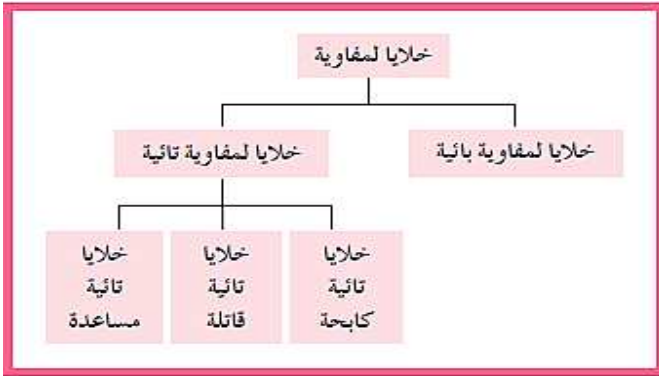 خلايا لمفاوية
خلايا لمفاوية بائية
خلايا لمفاوية تائية
خلايا
تائية
كابحة
خلايا
تائية
قاتلة
خلايا
تائية
مساعدة